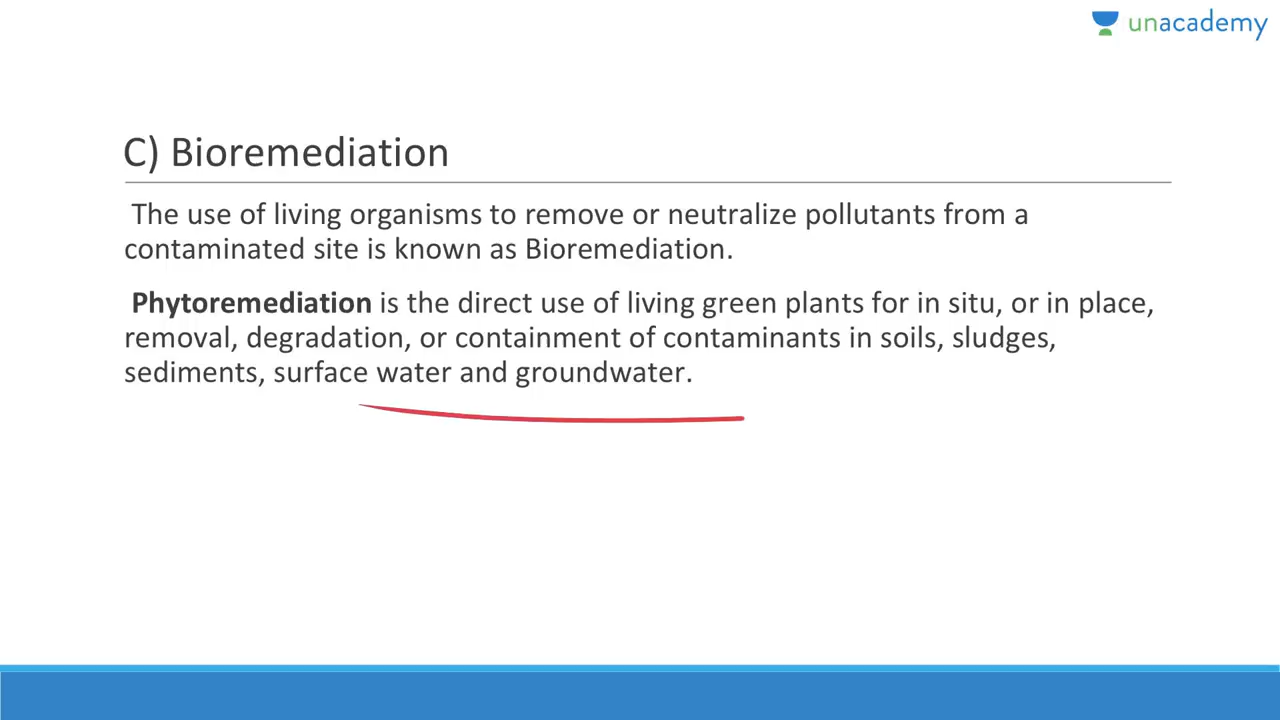 unacademy
C) Bioremediation
The use of living organisms to remove or neutralize pollutants from a
contaminated site is known as Bioremediation.
Phytoremediation is the direct use of living green plants for in situ, or in place,
removal, degradation, or containment of contaminants in soils, sludges,
sediments, surface water and groundwater.